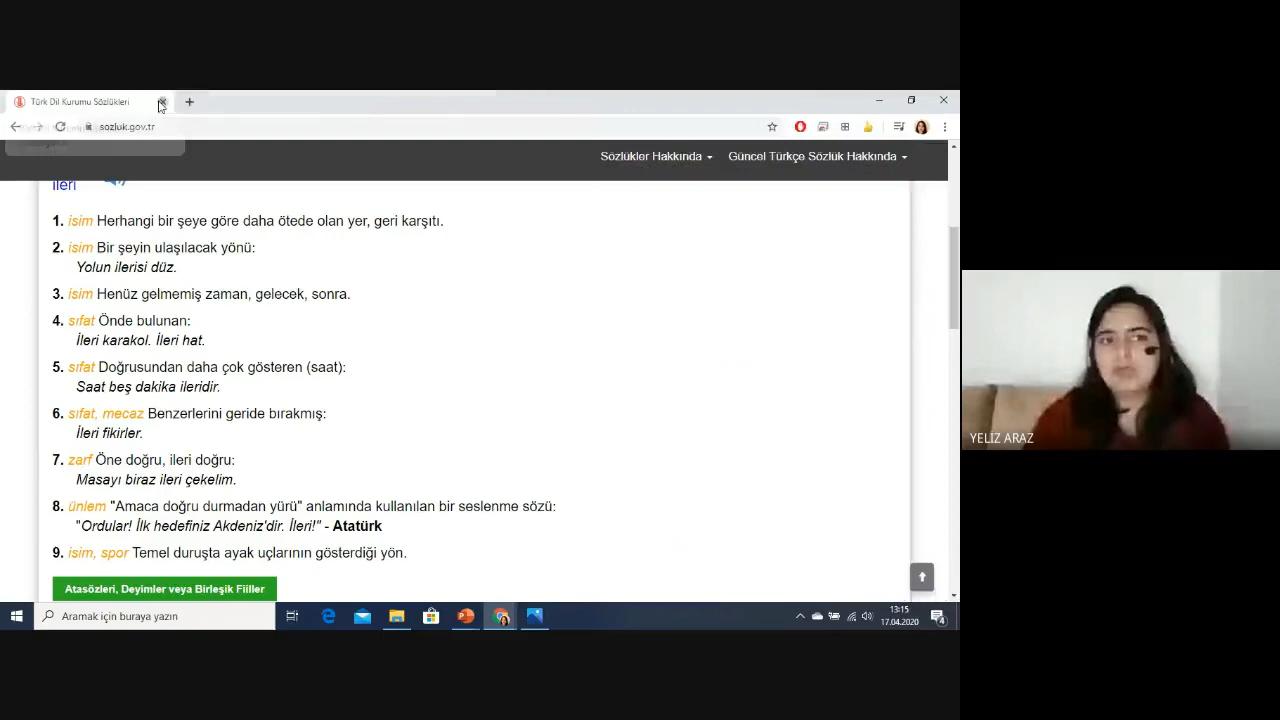 Türk Dil Kurumu Sözlükleri
sozluk.gov.tr
Sözlükler Hakkında
Güncel Türkçe Sözlük Hakkında
ileri
1. isim Herhangi bir şeye göre daha ötede olan yer, geri karşıtı.
2. isim Bir şeyin ulaşılacak yönü:
Yolun ilerisi düz.
3. isim Henüz gelmemiş zaman, gelecek, sonra.
4. sıfat Önde bulunan:
İleri karakol. İleri hat.
5. sıfat Doğrusundan daha çok gösteren (saat):
Saat beş dakika ileridir.
6. sıfat, mecaz Benzerlerini geride bırakmış:
İleri fikirler.
7. zarf Öne doğru, ileri doğru:
Masayı biraz ileri çekelim.
8. ünlem "Amaca doğru durmadan yürü" anlamında kullanılan bir seslenme sözü:
"Ordular! İlk hedefiniz Akdeniz'dir. İleri!" - Atatürk
9. isim, spor Temel duruşta ayak uçlarının gösterdiği yön.
Atasözleri, Deyimler veya Birleşik Fiiller
YELIZ ARAZ
Aramak için buraya yazın
13:15
17.04.2020
4